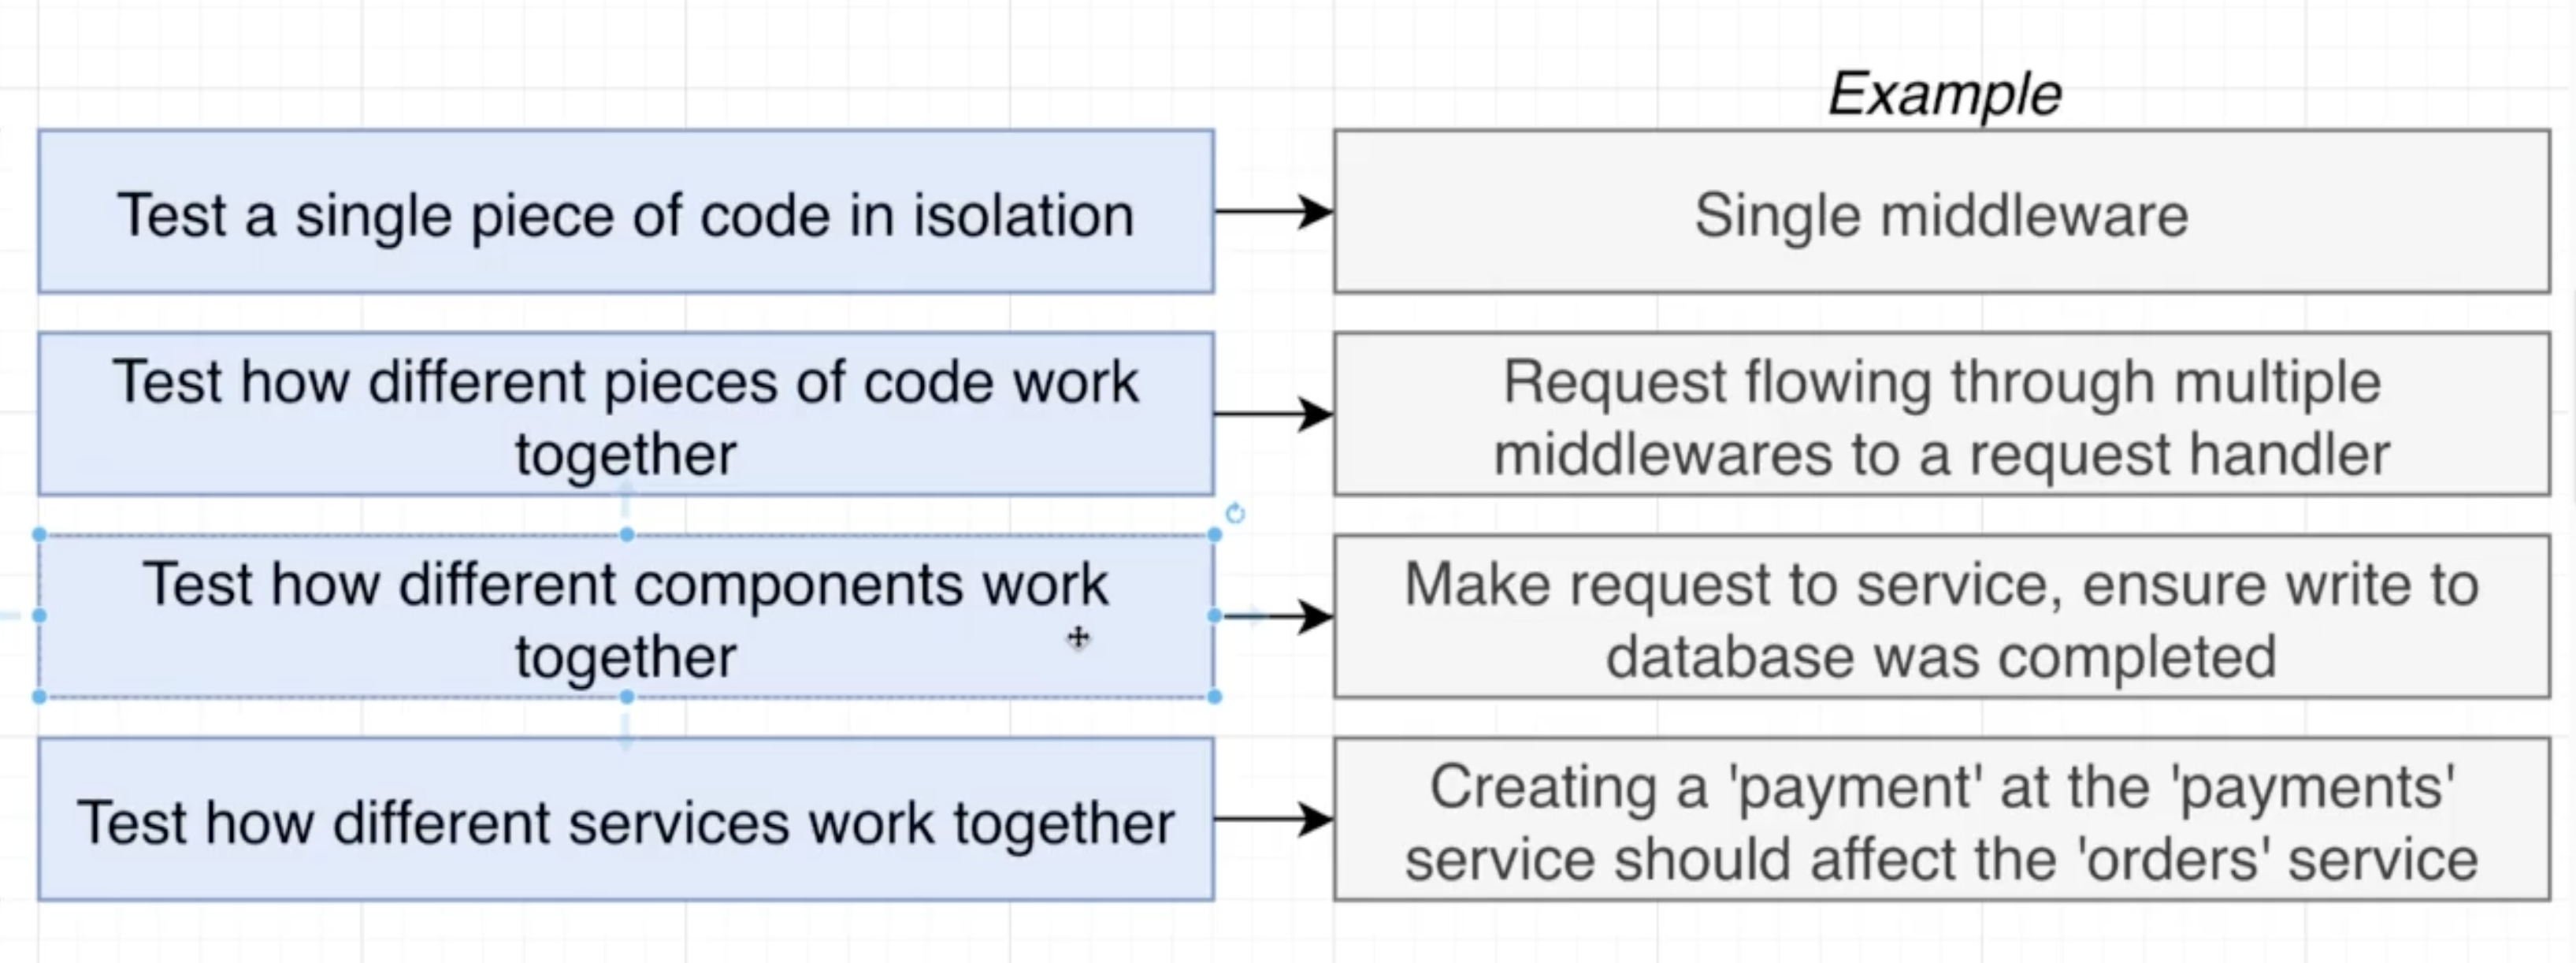 Example
Test a single piece of code in isolation
Single middleware
Test how different pieces of code work
together
Request flowing through multiple
middlewares to a request handler
Test how different components work
together
Make request to service, ensure write to
database was completed
Test how different services work together
Creating a 'payment' at the 'payments'
service should affect the 'orders' service